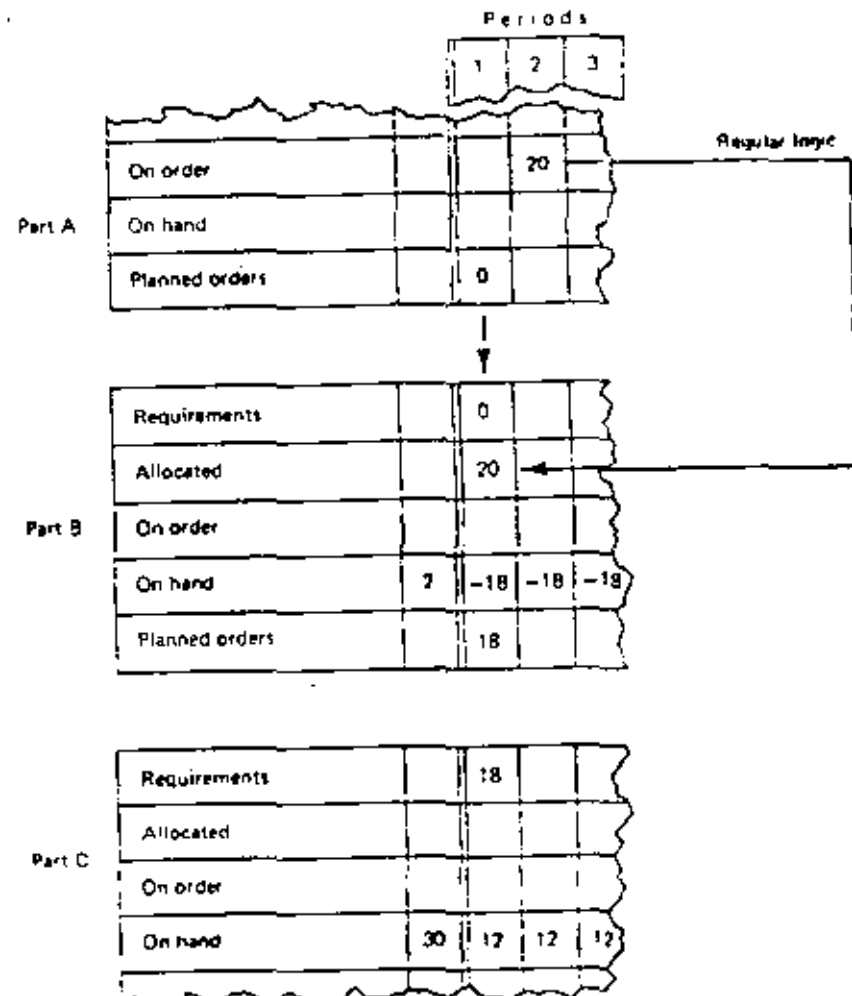 Periods
1 2 3
Regular logic
Part A
On order 20
On hand
Planned orders 0
Part B
Requirements 0
Allocated 20
On order
On hand 2 -18 -18 -18
Planned orders 18
Part C
Requirements 18
Allocated
On order
On hand 30 12 12 12